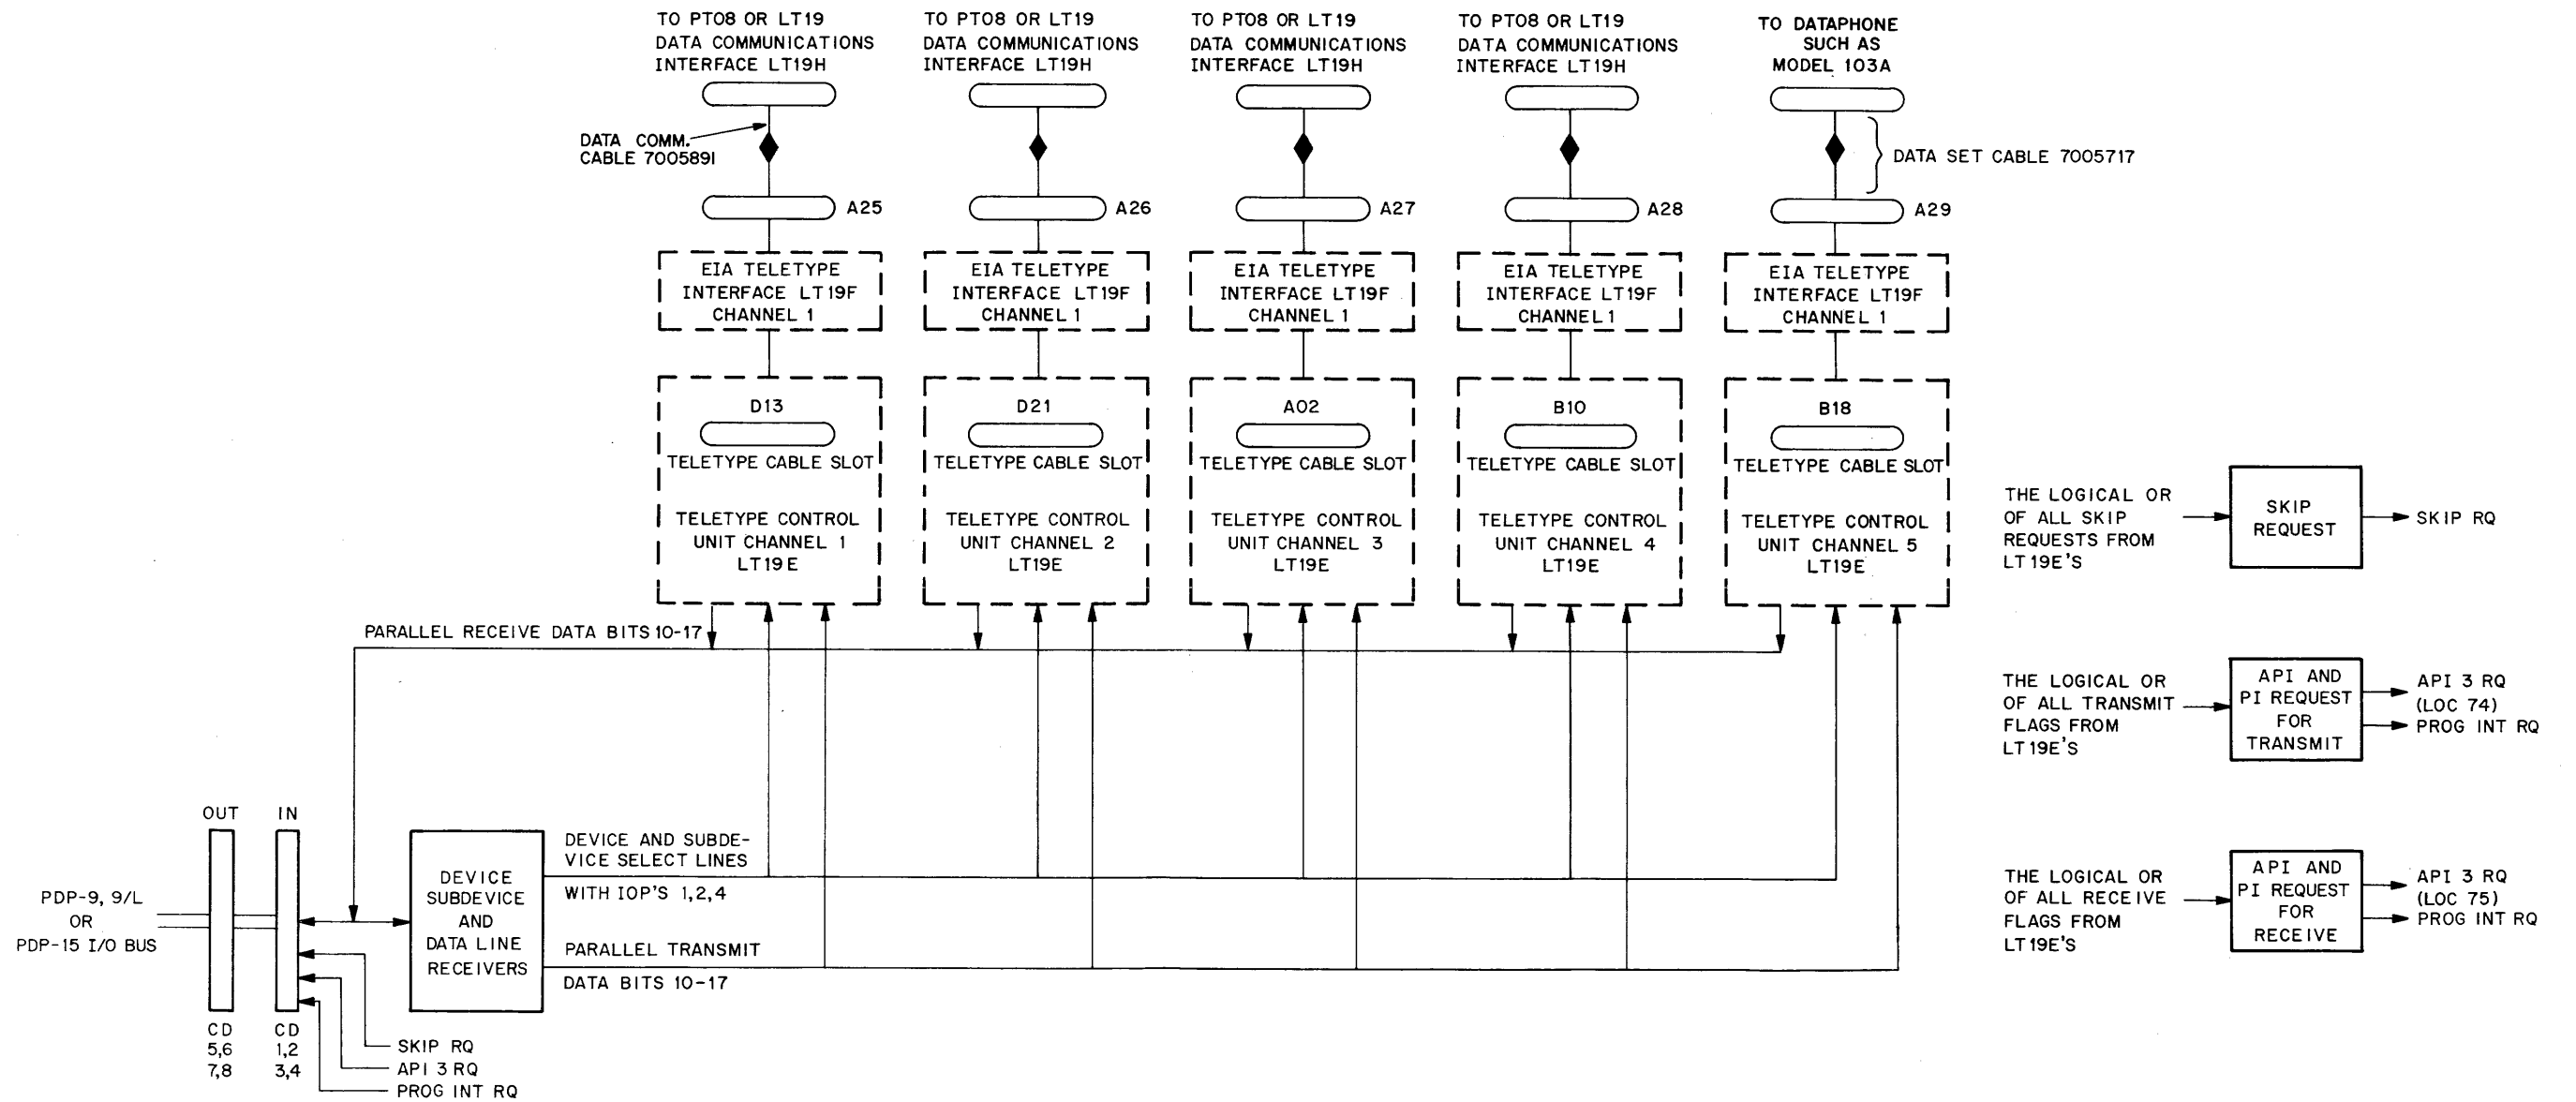 TO PT08 OR LT19
DATA COMMUNICATIONS
INTERFACE LT19H
TO PT08 OR LT19
DATA COMMUNICATIONS
INTERFACE LT19H
TO PT08 OR LT19
DATA COMMUNICATIONS
INTERFACE LT19H
TO PT08 OR LT19
DATA COMMUNICATIONS
INTERFACE LT19H
TO DATAPHONE
SUCH AS
MODEL 103A
DATA COMM.
CABLE 7005891
DATA SET CABLE 7005717
A25
A26
A27
A28
A29
EIA TELETYPE
INTERFACE LT19F
CHANNEL 1
EIA TELETYPE
INTERFACE LT19F
CHANNEL 1
EIA TELETYPE
INTERFACE LT19F
CHANNEL 1
EIA TELETYPE
INTERFACE LT19F
CHANNEL 1
EIA TELETYPE
INTERFACE LT19F
CHANNEL 1
D13
TELETYPE CABLE SLOT
TELETYPE CONTROL
UNIT CHANNEL 1
LT19E
D21
TELETYPE CABLE SLOT
TELETYPE CONTROL
UNIT CHANNEL 2
LT19E
A02
TELETYPE CABLE SLOT
TELETYPE CONTROL
UNIT CHANNEL 3
LT19E
B10
TELETYPE CABLE SLOT
TELETYPE CONTROL
UNIT CHANNEL 4
LT19E
B18
TELETYPE CABLE SLOT
TELETYPE CONTROL
UNIT CHANNEL 5
LT19E
THE LOGICAL OR
OF ALL SKIP
REQUESTS FROM
LT19E'S
SKIP
REQUEST
SKIP RQ
PARALLEL RECEIVE DATA BITS 10-17
THE LOGICAL OR
OF ALL TRANSMIT
FLAGS FROM
LT19E'S
API AND
PI REQUEST
FOR
TRANSMIT
API 3 RQ
(LOC 74)
PROG INT RQ
THE LOGICAL OR
OF ALL RECEIVE
FLAGS FROM
LT19E'S
API AND
PI REQUEST
FOR
RECEIVE
API 3 RQ
(LOC 75)
PROG INT RQ
OUT
IN
PDP-9, 9/L
OR
PDP-15 I/O BUS
DEVICE
SUBDEVICE
AND
DATA LINE
RECEIVERS
DEVICE AND SUBDE-
VICE SELECT LINES
WITH IOP'S 1,2,4
PARALLEL TRANSMIT
DATA BITS 10-17
CD
5,6
7,8
CD
1,2
3,4
SKIP RQ
API 3 RQ
PROG INT RQ